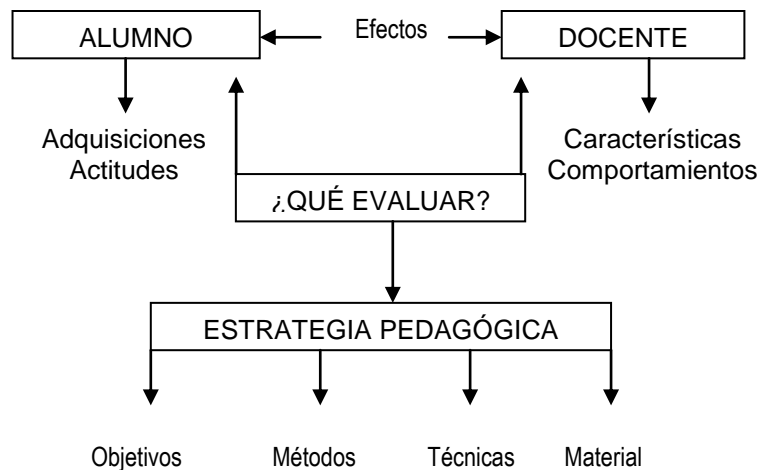 ALUMNO Efectos DOCENTE
Adquisiciones
Actitudes
Características
Comportamientos
¿QUÉ EVALUAR?
ESTRATEGIA PEDAGÓGICA
Objetivos Métodos Técnicas Material